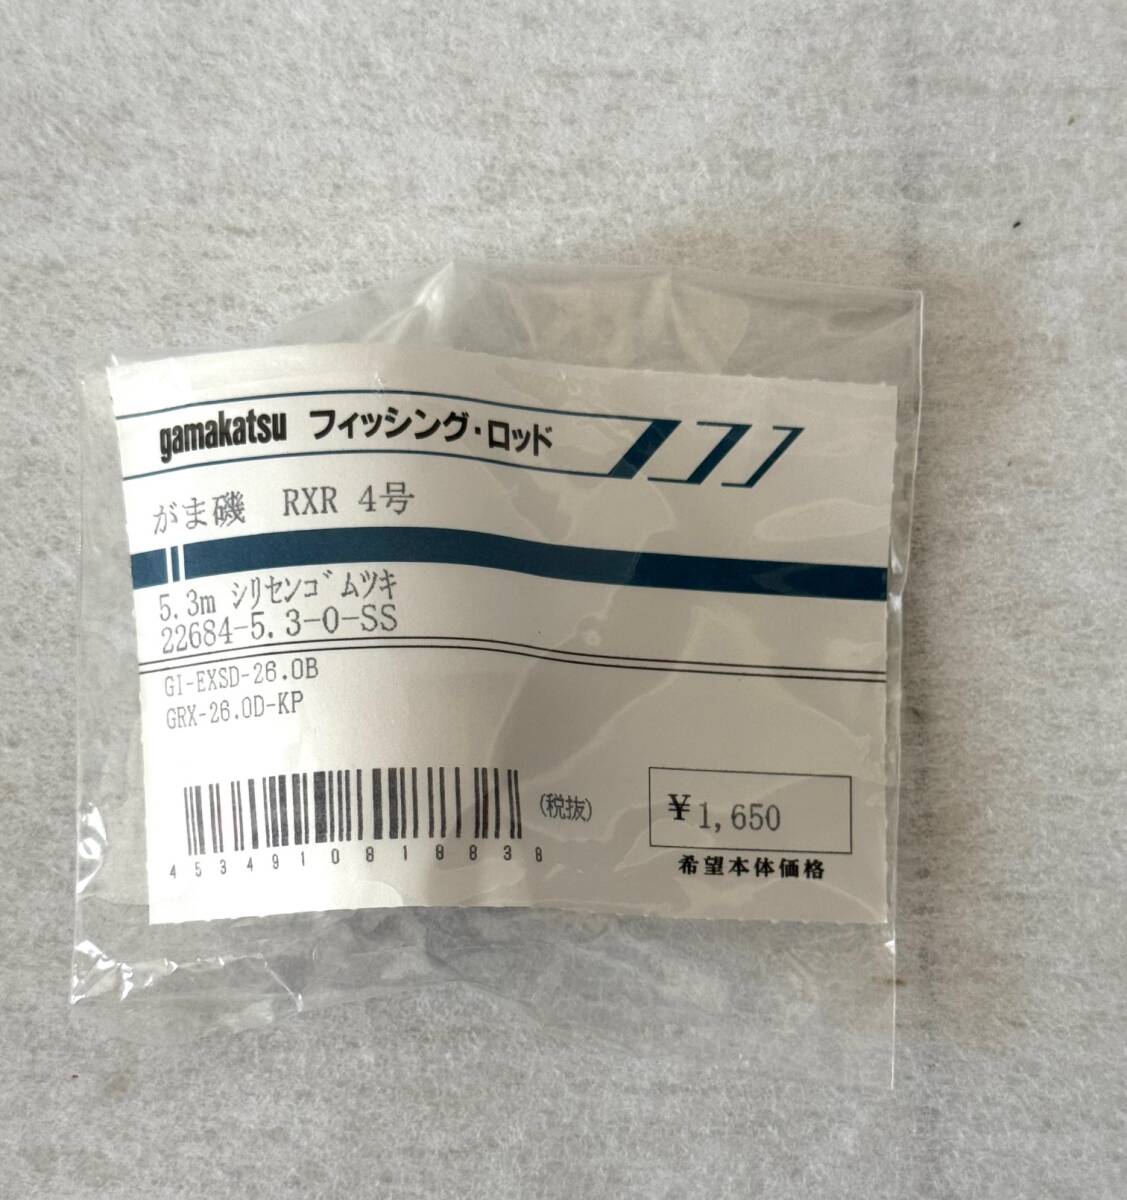 gamakatsu フィッシング・ロッド
がま磯 RXR 4号
5.3m シリセンゴムツキ
22684-5.3-0-SS
GI-EXSD-26.0B
GRX-26.0D-KP
(税抜)
¥1,650
4534910818838
希望本体価格